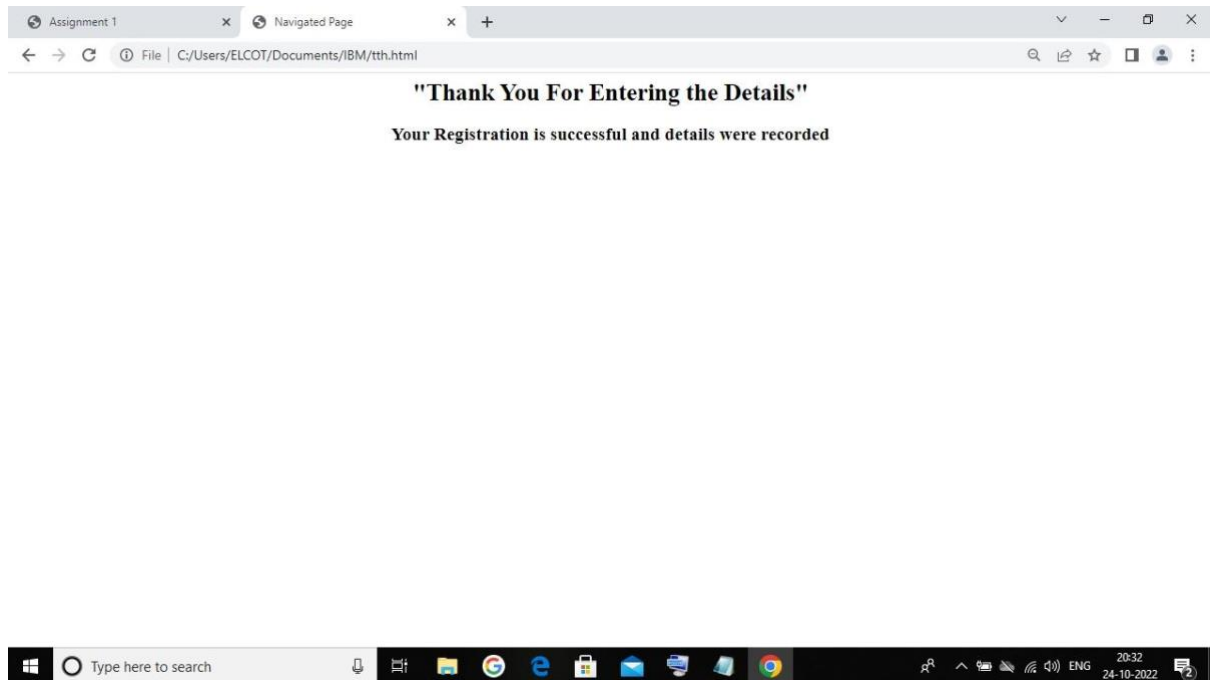 Assignment 1
Navigated Page
File | C:/Users/ELCOT/Documents/IBM/tth.html
"Thank You For Entering the Details"
Your Registration is successful and details were recorded
Type here to search
ENG
20:32
24-10-2022
2